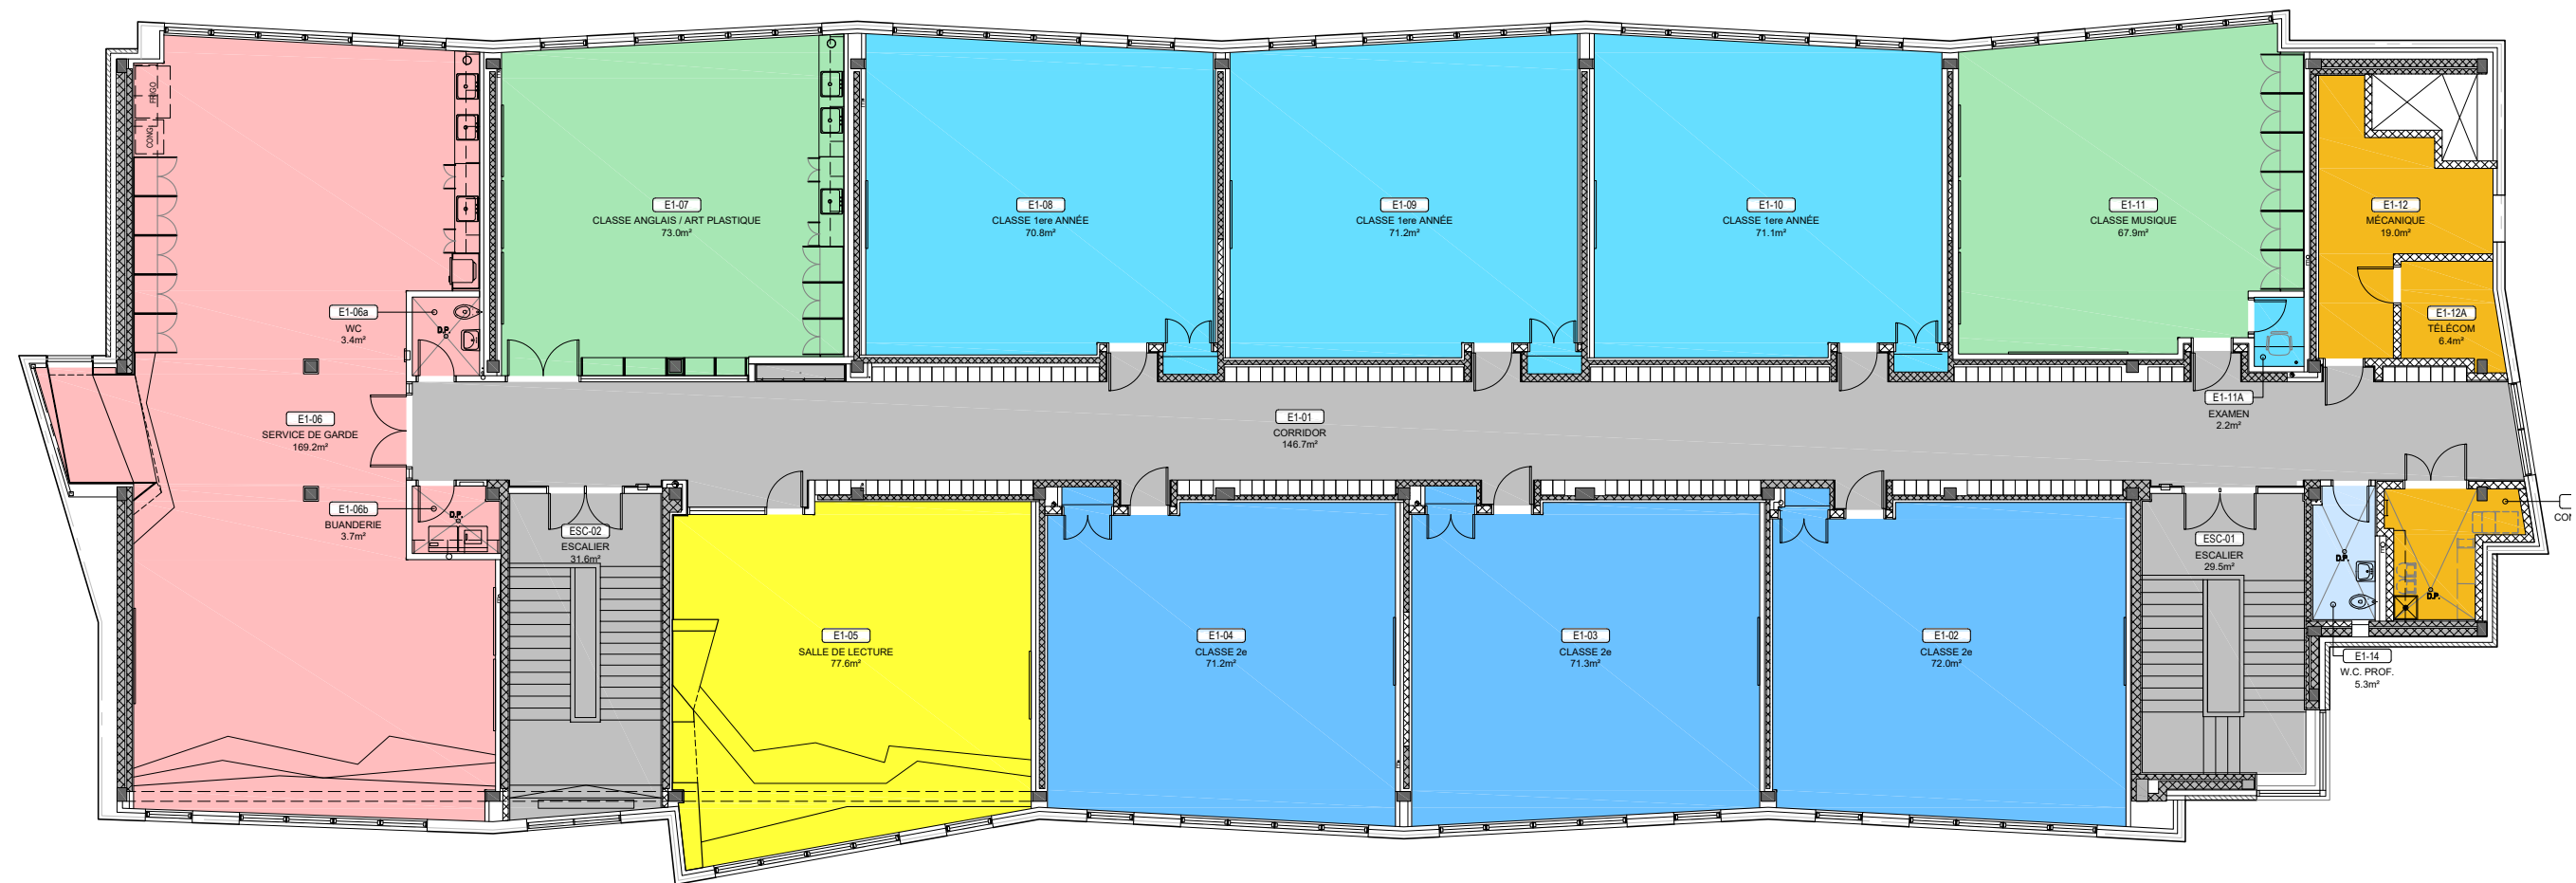 FRIGO
CONG
E1-07
CLASSE ANGLAIS / ART PLASTIQUE
73.0m²
E1-08
CLASSE 1ere ANNÉE
70.8m²
E1-09
CLASSE 1ere ANNÉE
71.2m²
E1-10
CLASSE 1ere ANNÉE
71.1m²
E1-11
CLASSE MUSIQUE
67.9m²
E1-12
MÉCANIQUE
19.0m²
E1-06a
WC
3.4m²
D.P.
E1-12A
TÉLÉCOM
6.4m²
E1-06
SERVICE DE GARDE
169.2m²
E1-01
CORRIDOR
146.7m²
E1-11A
EXAMEN
2.2m²
E1-06b
BUANDERIE
3.7m²
D.P.
ESC-02
ESCALIER
31.6m²
ESC-01
ESCALIER
29.5m²
D.P.
D.P.
E1-05
SALLE DE LECTURE
77.6m²
E1-04
CLASSE 2e
71.2m²
E1-03
CLASSE 2e
71.3m²
E1-02
CLASSE 2e
72.0m²
E1-14
W.C. PROF.
5.3m²